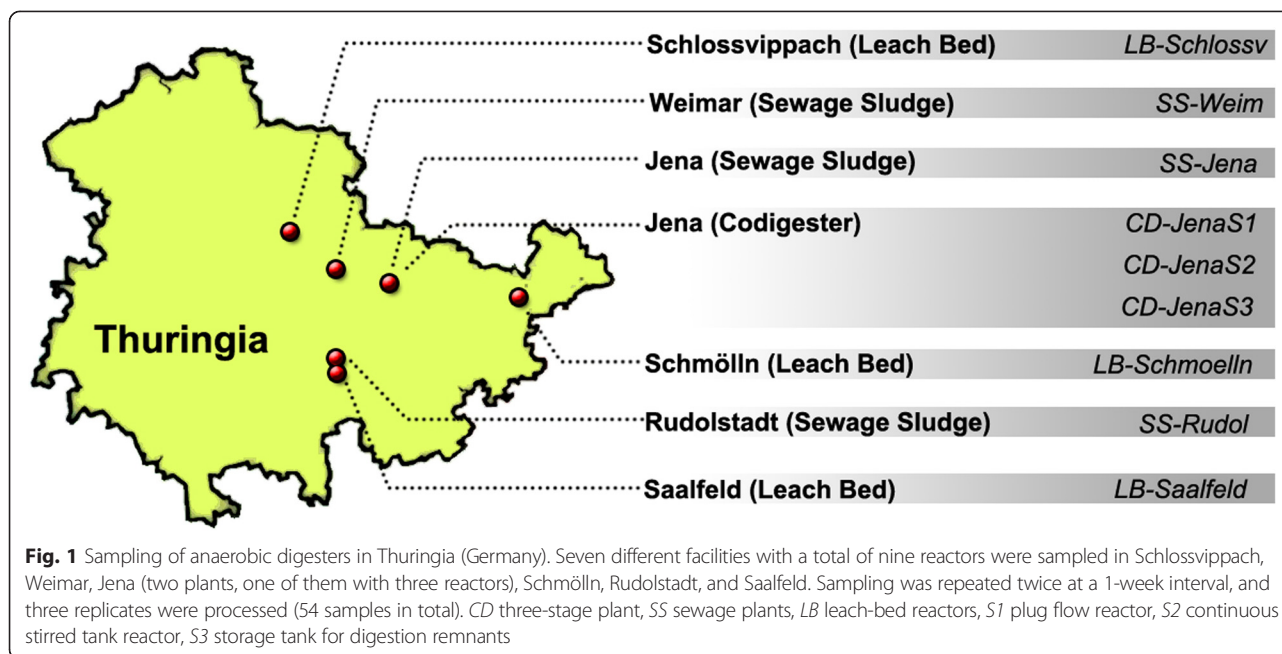 Schlossvippach (Leach Bed) LB-Schlossv
Weimar (Sewage Sludge) SS-Weim
Jena (Sewage Sludge) SS-Jena
Jena (Codigester) CD-JenaS1
CD-JenaS2
CD-JenaS3
Thuringia
Schmölln (Leach Bed) LB-Schmoelln
Rudolstadt (Sewage Sludge) SS-Rudol
Saalfeld (Leach Bed) LB-Saalfeld
Fig. 1 Sampling of anaerobic digesters in Thuringia (Germany). Seven different facilities with a total of nine reactors were sampled in Schlossvippach,
Weimar, Jena (two plants, one of them with three reactors), Schmölln, Rudolstadt, and Saalfeld. Sampling was repeated twice at a 1-week interval, and
three replicates were processed (54 samples in total). CD three-stage plant, SS sewage plants, LB leach-bed reactors, S1 plug flow reactor, S2 continuous
stirred tank reactor, S3 storage tank for digestion remnants